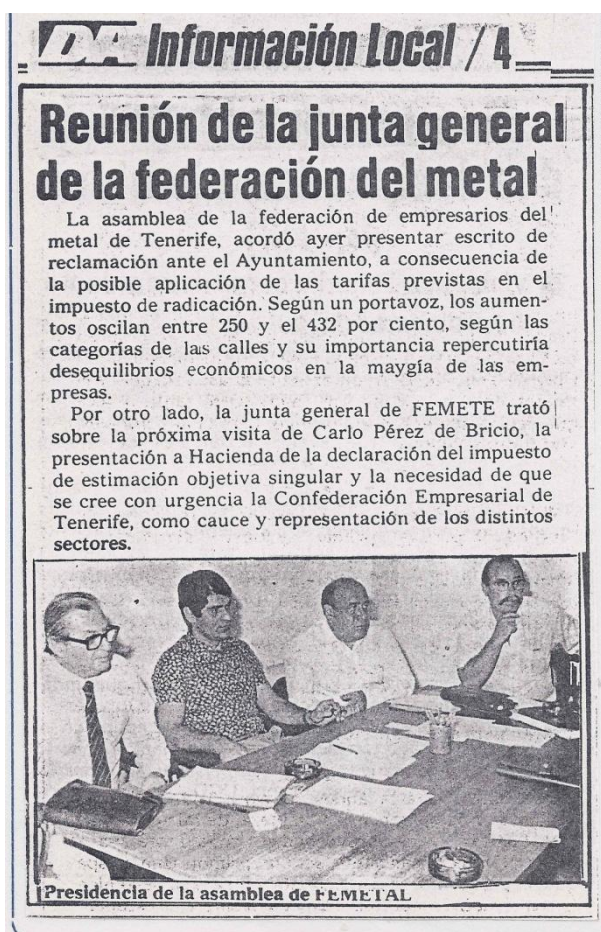 DA Información Local / 4
Reunión de la junta general
de la federación del metal
La asamblea de la federación de empresarios del
metal de Tenerife, acordó ayer presentar escrito de
reclamación ante el Ayuntamiento, a consecuencia de
la posible aplicación de las tarifas previstas en el
impuesto de radicación. Según un portavoz, los aumen-
tos oscilan entre 250 y el 432 por ciento, según las
categorías de las calles y su importancia repercutiría
desequilibrios económicos en la maygía de las em-
presas.
Por otro lado, la junta general de FEMETE trató
sobre la próxima visita de Carlo Pérez de Bricio, la
presentación a Hacienda de la declaración del impuesto
de estimación objetiva singular y la necesidad de que
se cree con urgencia la Confederación Empresarial de
Tenerife, como cauce y representación de los distintos
sectores.
Presidencia de la asamblea de FEMETAL